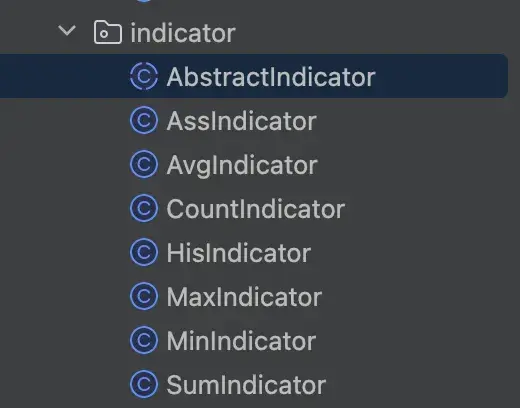 indicator
AbstractIndicator
AssIndicator
AvgIndicator
CountIndicator
HisIndicator
MaxIndicator
MinIndicator
SumIndicator